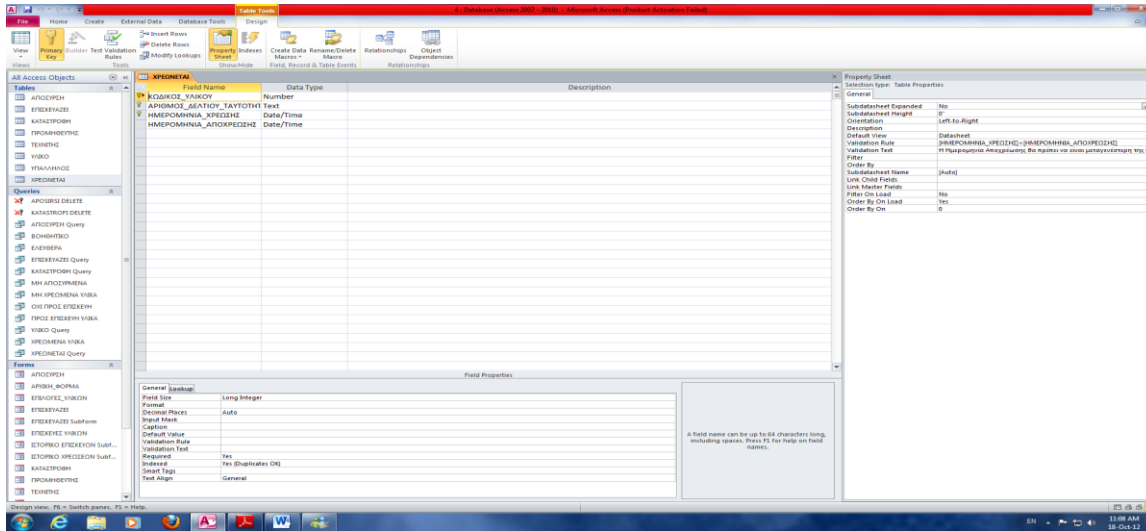 4 : Database (Access 2007 - 2010) - Microsoft Access (Product Activation Failed)
Table Tools
File Home Create External Data Database Tools Design
View
Primary Key
Builder
Test Validation Rules
Insert Rows
Delete Rows
Modify Lookups
Property Sheet
Indexes
Create Data Macros
Rename/Delete Macro
Relationships
Object Dependencies
Views Tools Show/Hide Field, Record & Table Events Relationships
All Access Objects
Tables
ΑΠΟΣΥΡΣΗ
ΕΠΙΣΚΕΥΑΖΕΙ
ΚΑΤΑΣΤΡΟΦΗ
ΠΡΟΜΗΘΕΥΤΗΣ
ΤΕΧΝΙΤΗΣ
ΥΛΙΚΟ
ΥΠΑΛΛΗΛΟΣ
ΧΡΕΩΝΕΤΑΙ
Queries
APOSIRSI DELETE
KATASTROFI DELETE
ΑΠΟΣΥΡΣΗ Query
ΒΟΗΘΗΤΙΚΟ
ΕΛΕΥΘΕΡΑ
ΕΠΙΣΚΕΥΑΖΕΙ Query
ΚΑΤΑΣΤΡΟΦΗ Query
ΜΗ ΑΠΟΣΥΡΜΕΝΑ
ΜΗ ΧΡΕΩΜΕΝΑ ΥΛΙΚΑ
ΟΧΙ ΠΡΟΣ ΕΠΙΣΚΕΥΗ
ΠΡΟΣ ΕΠΙΣΚΕΥΗ ΥΛΙΚΑ
ΥΛΙΚΟ Query
ΧΡΕΩΜΕΝΑ ΥΛΙΚΑ
ΧΡΕΩΝΕΤΑΙ Query
Forms
ΑΠΟΣΥΡΣΗ
ΑΡΧΙΚΗ_ΦΟΡΜΑ
ΕΠΙΛΟΓΕΣ_ΥΛΙΚΩΝ
ΕΠΙΣΚΕΥΑΖΕΙ
ΕΠΙΣΚΕΥΑΖΕΙ Subform
ΕΠΙΣΚΕΥΕΣ ΥΛΙΚΩΝ
ΙΣΤΟΡΙΚΟ ΕΠΙΣΚΕΥΩΝ Subf...
ΙΣΤΟΡΙΚΟ ΧΡΕΩΣΕΩΝ Subf...
ΚΑΤΑΣΤΡΟΦΗ
ΠΡΟΜΗΘΕΥΤΗΣ
ΤΕΧΝΙΤΗΣ
ΧΡΕΩΝΕΤΑΙ
Field Name Data Type Description
ΚΩΔΙΚΟΣ_ΥΛΙΚΟΥ Number
ΑΡΙΘΜΟΣ_ΔΕΛΤΙΟΥ_ΤΑΥΤΟΤΗΤ Text
ΗΜΕΡΟΜΗΝΙΑ_ΧΡΕΩΣΗΣ Date/Time
ΗΜΕΡΟΜΗΝΙΑ_ΑΠΟΧΡΕΩΣΗΣ Date/Time
Field Properties
General Lookup
Field Size Long Integer
Format
Decimal Places Auto
Input Mask
Caption
Default Value
Validation Rule
Validation Text
Required Yes
Indexed Yes (Duplicates OK)
Smart Tags
Text Align General
A field name can be up to 64 characters long,
including spaces. Press F1 for help on field
names.
Property Sheet
Selection type: Table Properties
General
Subdatasheet Expanded No
Subdatasheet Height 0"
Orientation Left-to-Right
Description
Default View Datasheet
Validation Rule [ΗΜΕΡΟΜΗΝΙΑ_ΧΡΕΩΣΗΣ]<[ΗΜΕΡΟΜΗΝΙΑ_ΑΠΟΧΡΕΩΣΗΣ]
Validation Text Η Ημερομηνία Αποχρέωσης θα πρέπει να είναι μεταγενέστερη της
Filter
Order By
Subdatasheet Name [Auto]
Link Child Fields
Link Master Fields
Filter On Load No
Order By On Load Yes
Order By On 0
Design view. F6 = Switch panes. F1 = Help.
EN
11:08 AM
18-Oct-12